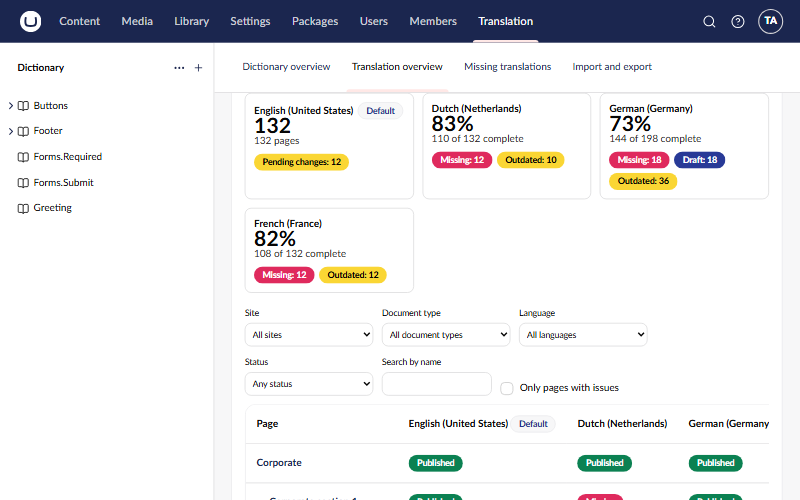 Content Media Library Settings Packages Users Members Translation TA
Dictionary
Dictionary overview Translation overview Missing translations Import and export
Buttons
Footer
Forms.Required
Forms.Submit
Greeting
English (United States) Default
132
132 pages
Pending changes: 12
Dutch (Netherlands)
83%
110 of 132 complete
Missing: 12 Outdated: 10
German (Germany)
73%
144 of 198 complete
Missing: 18 Draft: 18
Outdated: 36
French (France)
82%
108 of 132 complete
Missing: 12 Outdated: 12
Site Document type Language
All sites All document types All languages
Status Search by name
Any status Only pages with issues
Page English (United States) Default Dutch (Netherlands) German (Germany
Corporate Published Published Published